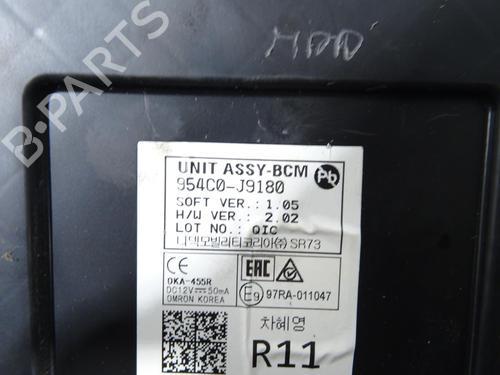 UNIT ASSY-BCM
954C0-J9180
Pb
SOFT VER.: 1.05
H/W VER.: 2.02
LOT NO.: QIC
니덱모빌리티코리아(주) SR73
CE
EAC
OKA-455R
DC12V 50mA
OMRON KOREA
E9 97RA-011047
차혜영
R11
B-PARTS